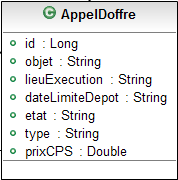 AppelDoffre
id : Long
objet : String
lieuExecution : String
dateLimiteDepot : String
etat : String
type : String
prixCPS : Double